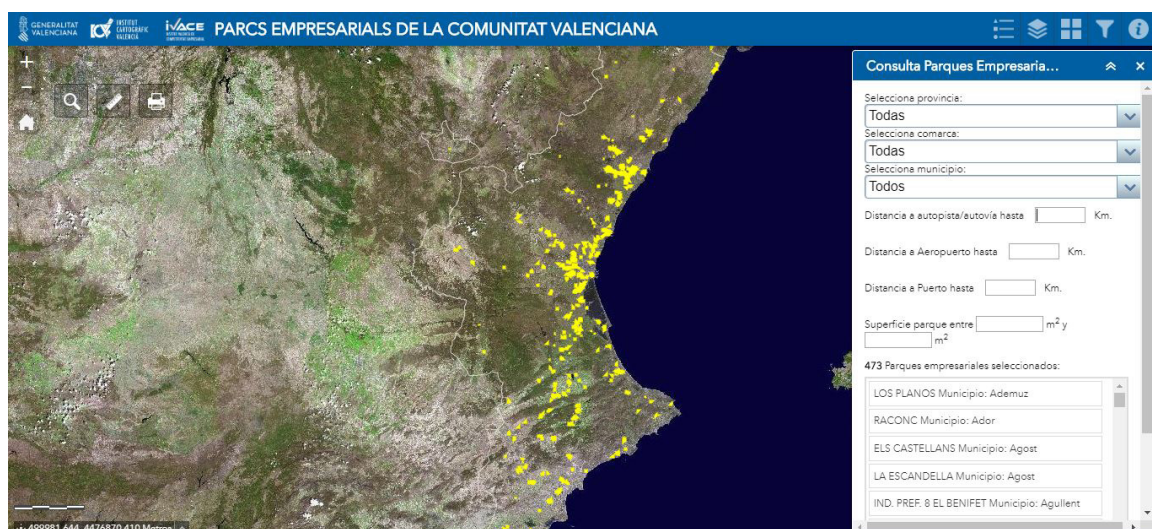 GENERALITAT
VALENCIANA
INSTITUT
CARTOGRÀFIC
VALENCIÀ
IVACE
PARCS EMPRESARIALS DE LA COMUNITAT VALENCIANA
Consulta Parques Empresaria...
Selecciona provincia:
Todas
Selecciona comarca:
Todas
Selecciona municipio:
Todos
Distancia a autopista/autovía hasta Km.
Distancia a Aeropuerto hasta Km.
Distancia a Puerto hasta Km.
Superficie parque entre m² y
m²
473 Parques empresariales seleccionados:
LOS PLANOS Municipio: Ademuz
RACONC Municipio: Ador
ELS CASTELLANS Municipio: Agost
LA ESCANDELLA Municipio: Agost
IND. PREF. 8 EL BENIFET Municipio: Agullent
499981.644 4476870.410 Metros